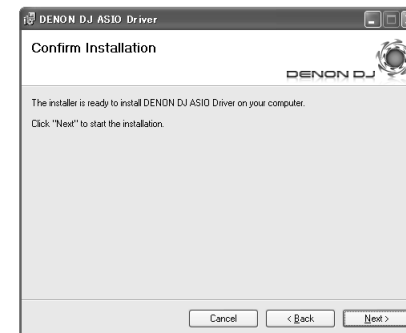 DENON DJ ASIO Driver
Confirm Installation
DENON DJ
The installer is ready to install DENON DJ ASIO Driver on your computer.
Click "Next" to start the installation.
Cancel
< Back
Next >